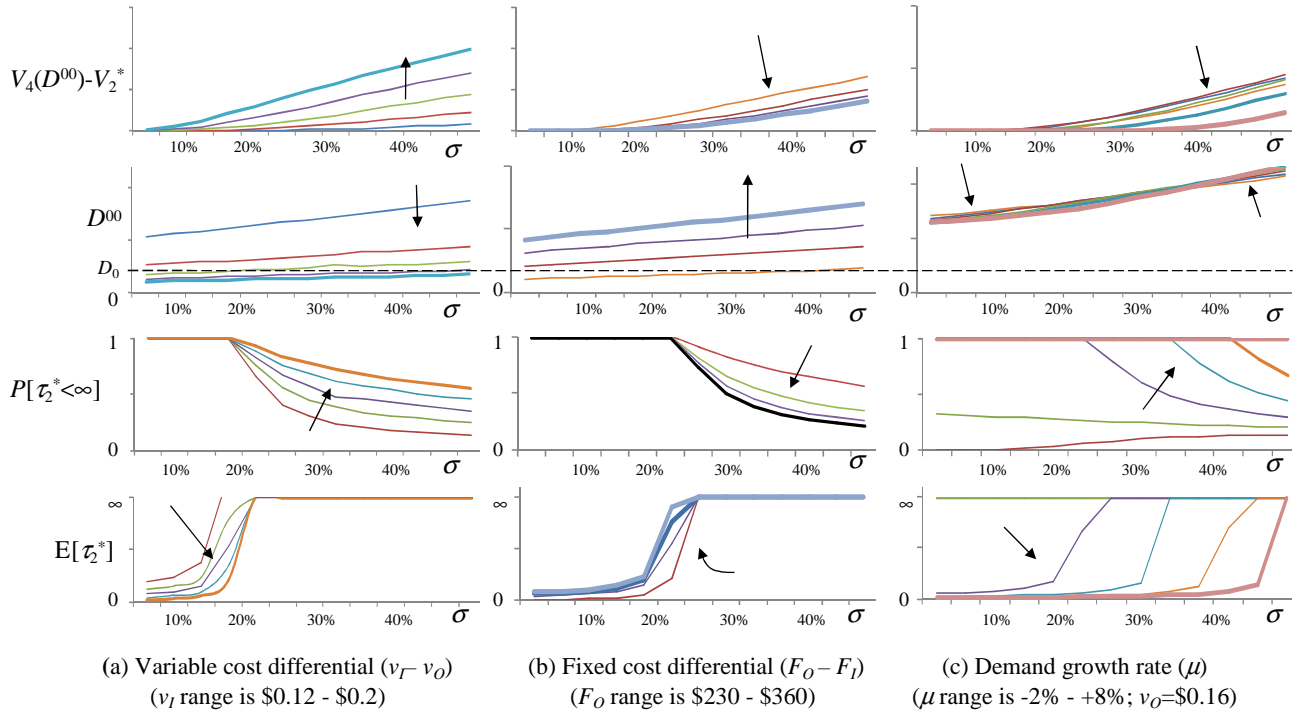 V4(D00)-V2*
10% 20% 30% 40% σ
10% 20% 30% 40% σ
10% 20% 30% 40% σ
D00
D0
0
10% 20% 30% 40% σ
0
10% 20% 30% 40% σ
0
10% 20% 30% 40% σ
P[τ2*<∞]
1
0
10% 20% 30% 40% σ
1
0
10% 20% 30% 40% σ
1
0
10% 20% 30% 40% σ
E[τ2*]
∞
0
10% 20% 30% 40% σ
∞
0
10% 20% 30% 40% σ
∞
0
10% 20% 30% 40% σ
(a) Variable cost differential (vI– vO)
(vI range is $0.12 - $0.2)
(b) Fixed cost differential (FO – FI)
(FO range is $230 - $360)
(c) Demand growth rate (μ)
(μ range is -2% - +8%; vO=$0.16)